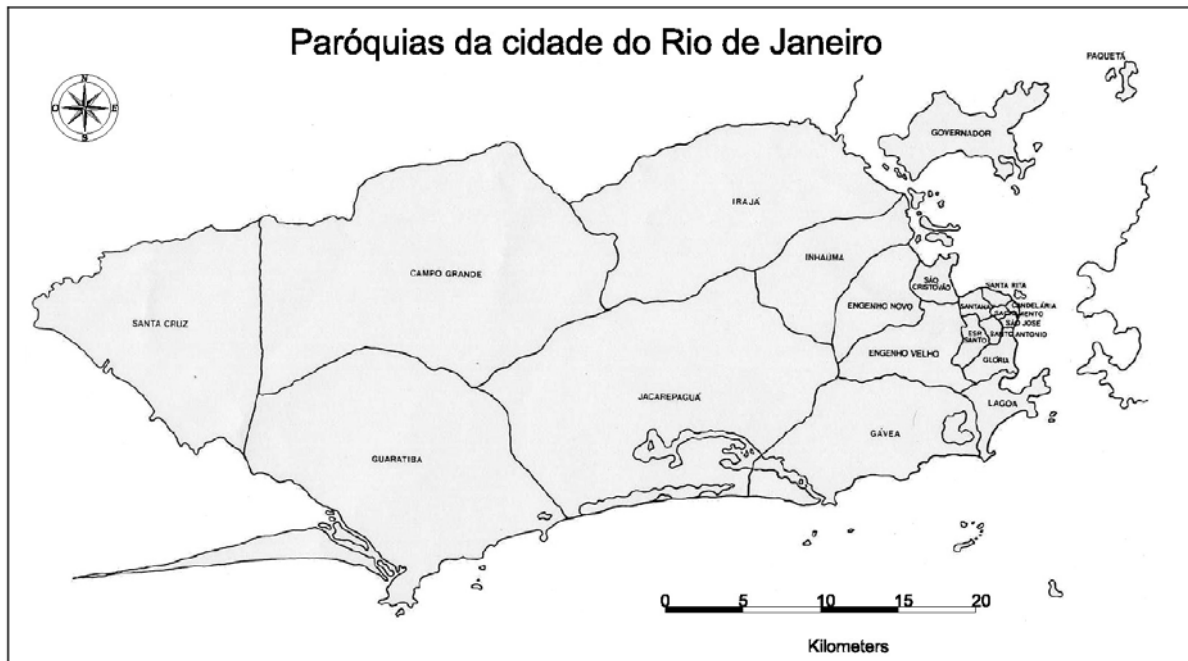 Paróquias da cidade do Rio de Janeiro
PAQUETÁ
N
O E
S
GOVERNADOR
IRAJÁ
INHAÚMA
CAMPO GRANDE
SÃO
CRISTOVÃO
SANTA RITA
ENGENHO NOVO
SANTANA
CANDELÁRIA
SACRAMENTO
SANTA CRUZ
SÃO JOSÉ
ESP.
SANTO
SANTO ANTONIO
ENGENHO VELHO
GLÓRIA
JACAREPAGUÁ
LAGOA
GÁVEA
GUARATIBA
0 5 10 15 20
Kilometers